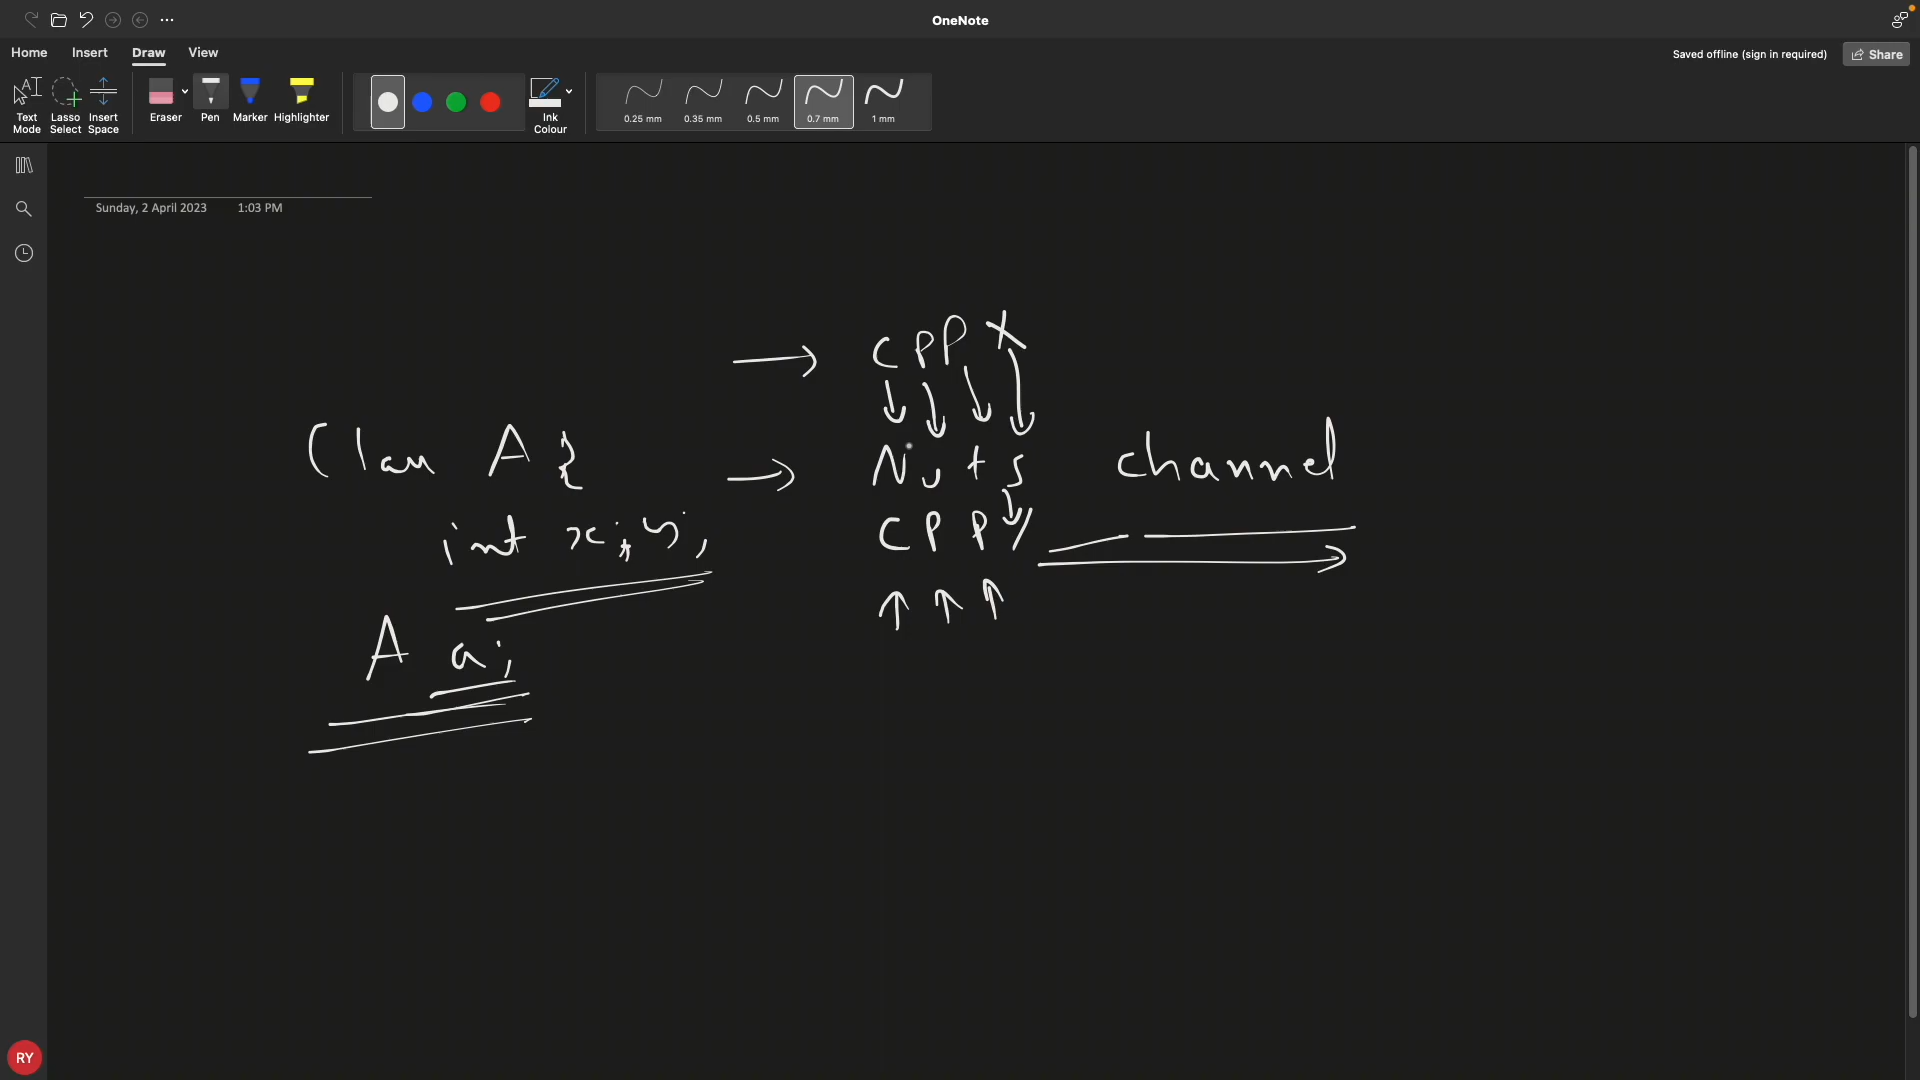 OneNote
Home Insert Draw View
Saved offline (sign in required)
Share
Text Mode
Lasso Select
Insert Space
Eraser
Pen
Marker
Highlighter
Ink Colour
0.25 mm
0.35 mm
0.5 mm
0.7 mm
1 mm
Sunday, 2 April 2023 1:03 PM
→ CPPX
Class A {
→ Nuts channel
int x, y;
CPP
A a;
RY